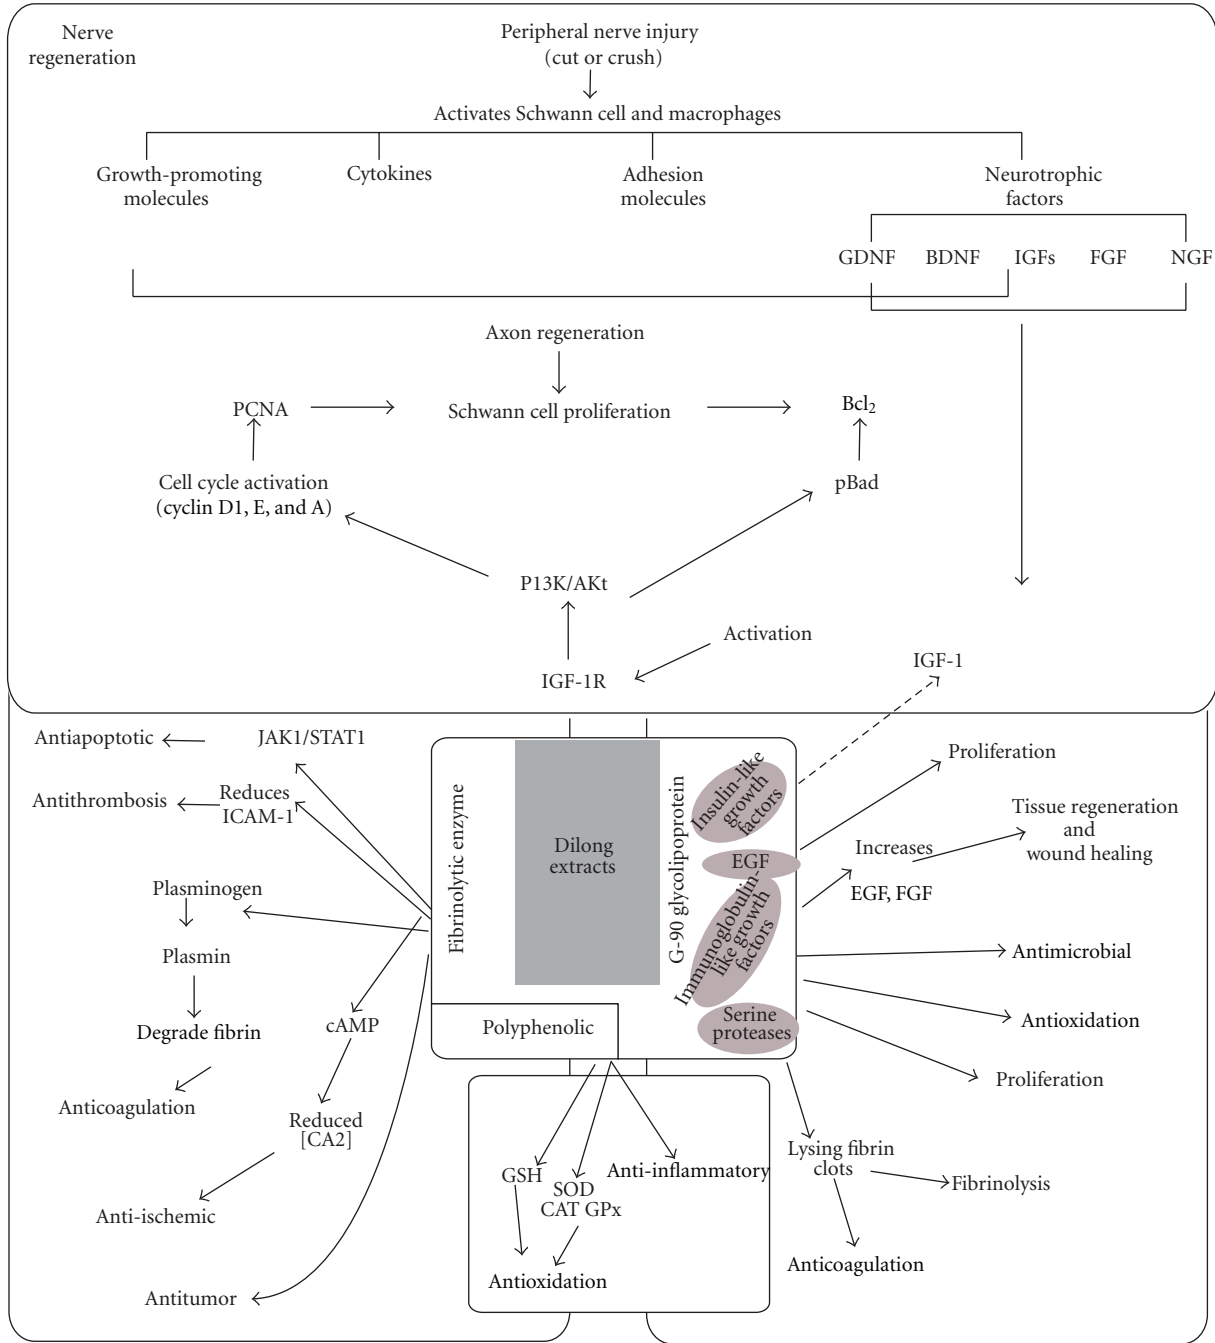 Nerve
regeneration
Peripheral nerve injury
(cut or crush)
Activates Schwann cell and macrophages
Growth-promoting
molecules
Cytokines
Adhesion
molecules
Neurotrophic
factors
GDNF
BDNF
IGFs
FGF
NGF
Axon regeneration
PCNA
Schwann cell proliferation
Bcl₂
Cell cycle activation
(cyclin D1, E, and A)
pBad
P13K/AKt
Activation
IGF-1R
IGF-1
Antiapoptotic
JAK1/STAT1
Antithrombosis
Reduces
ICAM-1
Plasminogen
Plasmin
Degrade fibrin
Anticoagulation
cAMP
Reduced
[CA2]
Anti-ischemic
Antitumor
Fibrinolytic enzyme
Dilong
extracts
G-90 glycolipoprotein
Insulin-like
growth
factors
EGF
Immunoglobulin-
like growth
factors
Serine
proteases
Polyphenolic
Proliferation
Increases
EGF, FGF
Tissue regeneration
and
wound healing
Antimicrobial
Antioxidation
Proliferation
Lysing fibrin
clots
Fibrinolysis
Anticoagulation
GSH
SOD
CAT GPx
Anti-inflammatory
Antioxidation